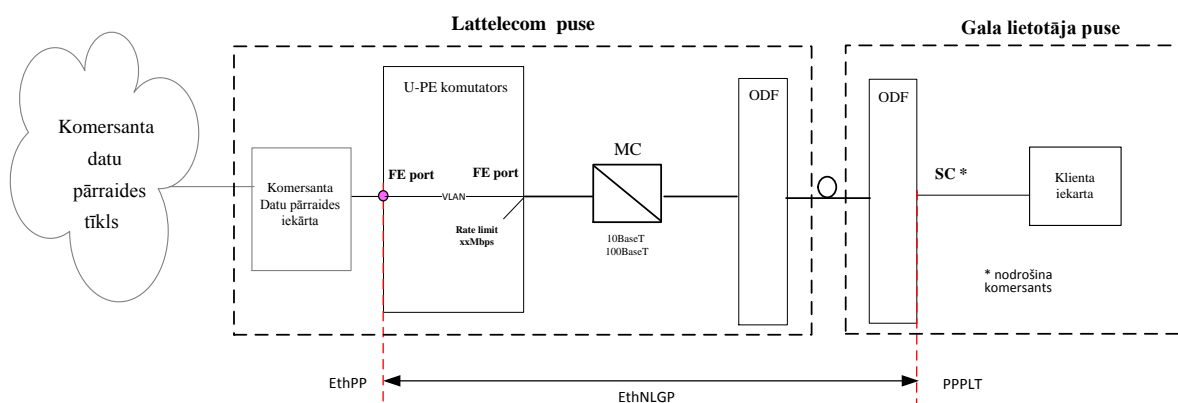 Lattelecom puse
Gala lietotāja puse
Komersanta
datu
pārraides
tīkls
Komersanta
Datu pārraides
iekārta
U-PE komutators
FE port
FE port
VLAN
Rate limit
xxMbps
MC
10BaseT
100BaseT
ODF
ODF
SC *
Klienta
iekarta
* nodrošina
komersants
EthPP
EthNLGP
PPPLT